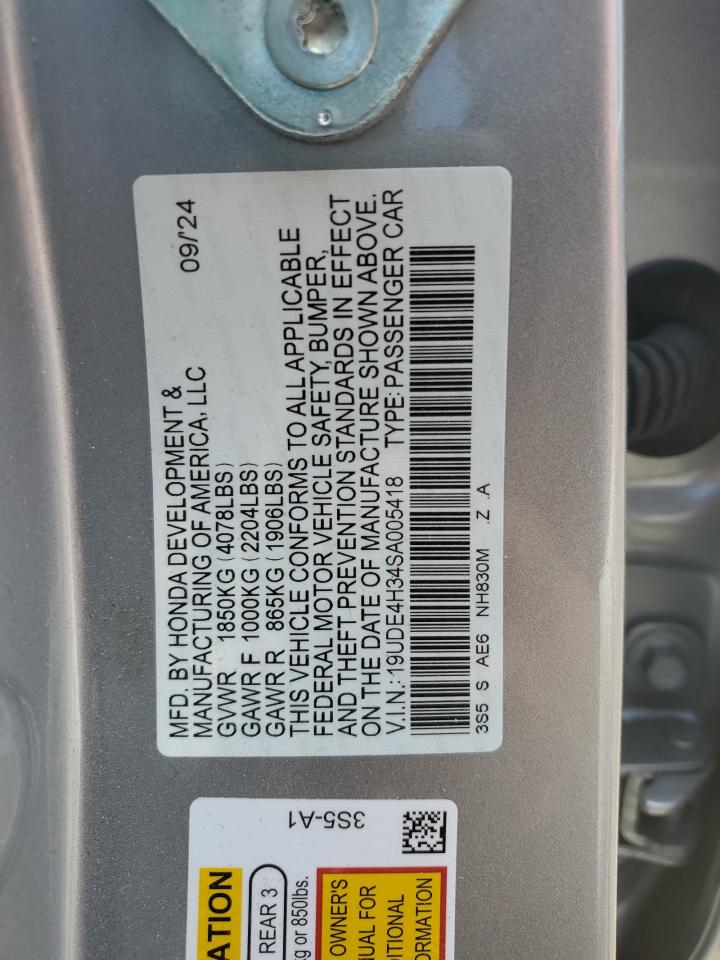 MFD. BY HONDA DEVELOPMENT &
MANUFACTURING OF AMERICA, LLC 09/'24
GVWR 1850KG (4078LBS)
GAWR F 1000KG (2204LBS)
GAWR R 865KG (1906LBS)
THIS VEHICLE CONFORMS TO ALL APPLICABLE
FEDERAL MOTOR VEHICLE SAFETY, BUMPER,
AND THEFT PREVENTION STANDARDS IN EFFECT
ON THE DATE OF MANUFACTURE SHOWN ABOVE.
V.I.N.: 19UDE4H34SA005418 TYPE: PASSENGER CAR
3S5 S AE6 NH830M .Z .A
ATION
REAR 3
kg or 850lbs.
OWNER'S
UAL FOR
DITIONAL
ORMATION
3S5-A1